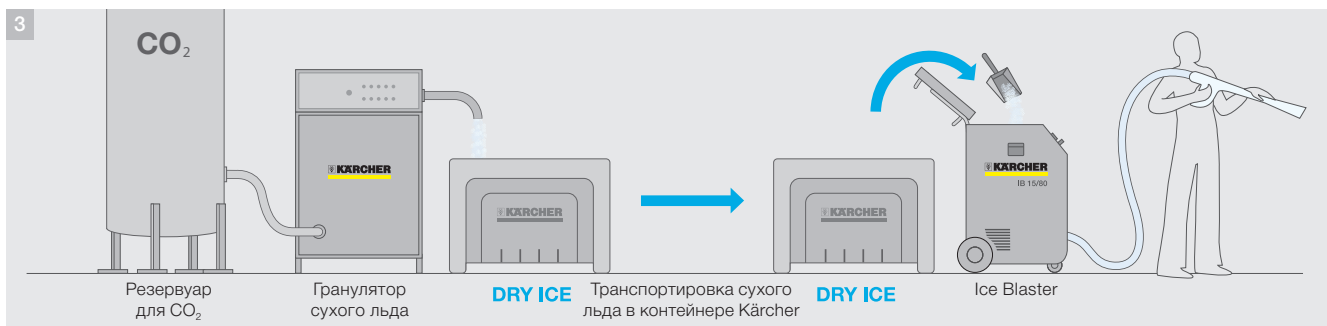 3
CO₂
KÄRCHER
KÄRCHER
KÄRCHER
KÄRCHER
IB 15/80
Резервуар
для CO₂
Гранулятор
сухого льда
DRY ICE
Транспортировка сухого
льда в контейнере Kärcher
DRY ICE
Ice Blaster